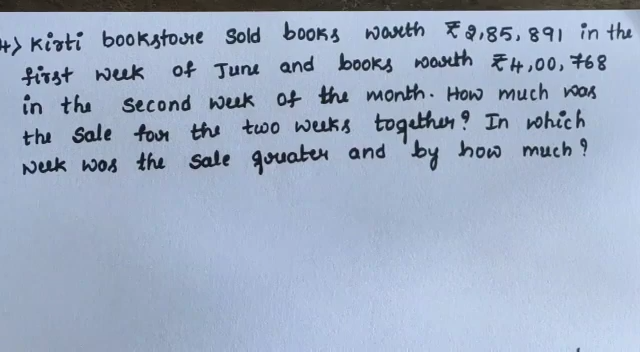 4) Kirti bookstore sold books worth ₹2,85,891 in the
first week of June and books worth ₹4,00,768
in the second week of the month. How much was
the sale for the two weeks together? In which
week was the sale greater and by how much?